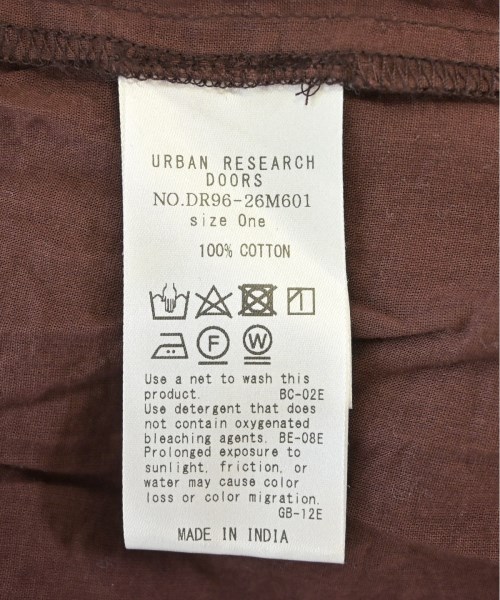 URBAN RESEARCH
DOORS
NO.DR96-26M601
size One
100% COTTON
F W
Use a net to wash this
product. BC-02E
Use detergent that does
not contain oxygenated
bleaching agents. BE-08E
Prolonged exposure to
sunlight, friction, or
water may cause color
loss or color migration.
GB-12E
MADE IN INDIA